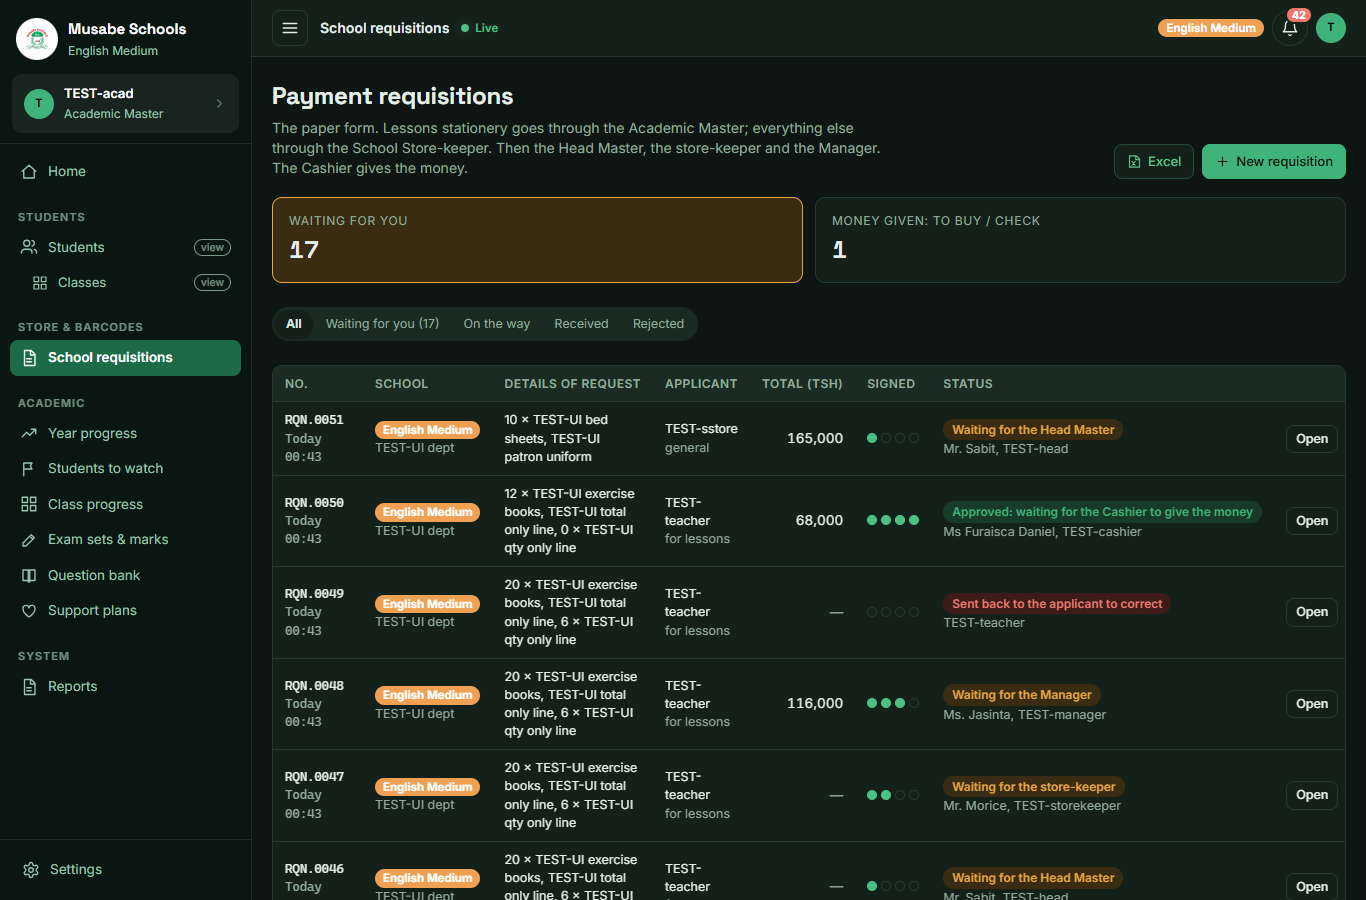 Musabe Schools
English Medium
T
TEST-acad
Academic Master
Home
STUDENTS
Students
view
Classes
view
STORE & BARCODES
School requisitions
ACADEMIC
Year progress
Students to watch
Class progress
Exam sets & marks
Question bank
Support plans
SYSTEM
Reports
Settings
School requisitions
Live
English Medium
42
T
Payment requisitions
The paper form. Lessons stationery goes through the Academic Master; everything else
through the School Store-keeper. Then the Head Master, the store-keeper and the Manager.
The Cashier gives the money.
Excel
New requisition
WAITING FOR YOU
17
MONEY GIVEN: TO BUY / CHECK
1
All
Waiting for you (17)
On the way
Received
Rejected
NO. SCHOOL DETAILS OF REQUEST APPLICANT TOTAL (TSH) SIGNED STATUS
RQN.0051
Today
00:43
English Medium
TEST-UI dept
10 × TEST-UI bed
sheets, TEST-UI
patron uniform
TEST-sstore
general
165,000
Waiting for the Head Master
Mr. Sabit, TEST-head
Open
RQN.0050
Today
00:43
English Medium
TEST-UI dept
12 × TEST-UI exercise
books, TEST-UI total
only line, 0 × TEST-UI
qty only line
TEST-
teacher
for lessons
68,000
Approved: waiting for the Cashier to give the money
Ms Furaisca Daniel, TEST-cashier
Open
RQN.0049
Today
00:43
English Medium
TEST-UI dept
20 × TEST-UI exercise
books, TEST-UI total
only line, 6 × TEST-UI
qty only line
TEST-
teacher
for lessons
—
Sent back to the applicant to correct
TEST-teacher
Open
RQN.0048
Today
00:43
English Medium
TEST-UI dept
20 × TEST-UI exercise
books, TEST-UI total
only line, 6 × TEST-UI
qty only line
TEST-
teacher
for lessons
116,000
Waiting for the Manager
Ms. Jasinta, TEST-manager
Open
RQN.0047
Today
00:43
English Medium
TEST-UI dept
20 × TEST-UI exercise
books, TEST-UI total
only line, 6 × TEST-UI
qty only line
TEST-
teacher
for lessons
—
Waiting for the store-keeper
Mr. Morice, TEST-storekeeper
Open
RQN.0046
Today
English Medium
TEST-UI dept
20 × TEST-UI exercise
books, TEST-UI total
only line, 6 × TEST-UI
TEST-
teacher
—
Waiting for the Head Master
Mr. Sabit, TEST-head
Open